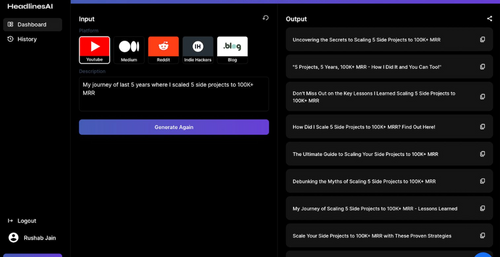 HeadlinesAI
Dashboard
History
Logout
Rushab Jain
Input
Platform
Youtube
Medium
Reddit
Indie Hackers
.blog
Blog
Description
My journey of last 5 years where I scaled 5 side projects to 100K+
MRR
Generate Again
Output
Uncovering the Secrets to Scaling 5 Side Projects to 100K+ MRR
"5 Projects, 5 Years, 100K+ MRR - How I Did It and You Can Too!"
Don't Miss Out on the Key Lessons I Learned Scaling 5 Side Projects to
100K+ MRR
How Did I Scale 5 Side Projects to 100K+ MRR? Find Out Here!
The Ultimate Guide to Scaling Your Side Projects to 100K+ MRR
Debunking the Myths of Scaling 5 Side Projects to 100K+ MRR
My Journey of Scaling 5 Side Projects to 100K+ MRR - Lessons Learned
Scale Your Side Projects to 100K+ MRR with These Proven Strategies